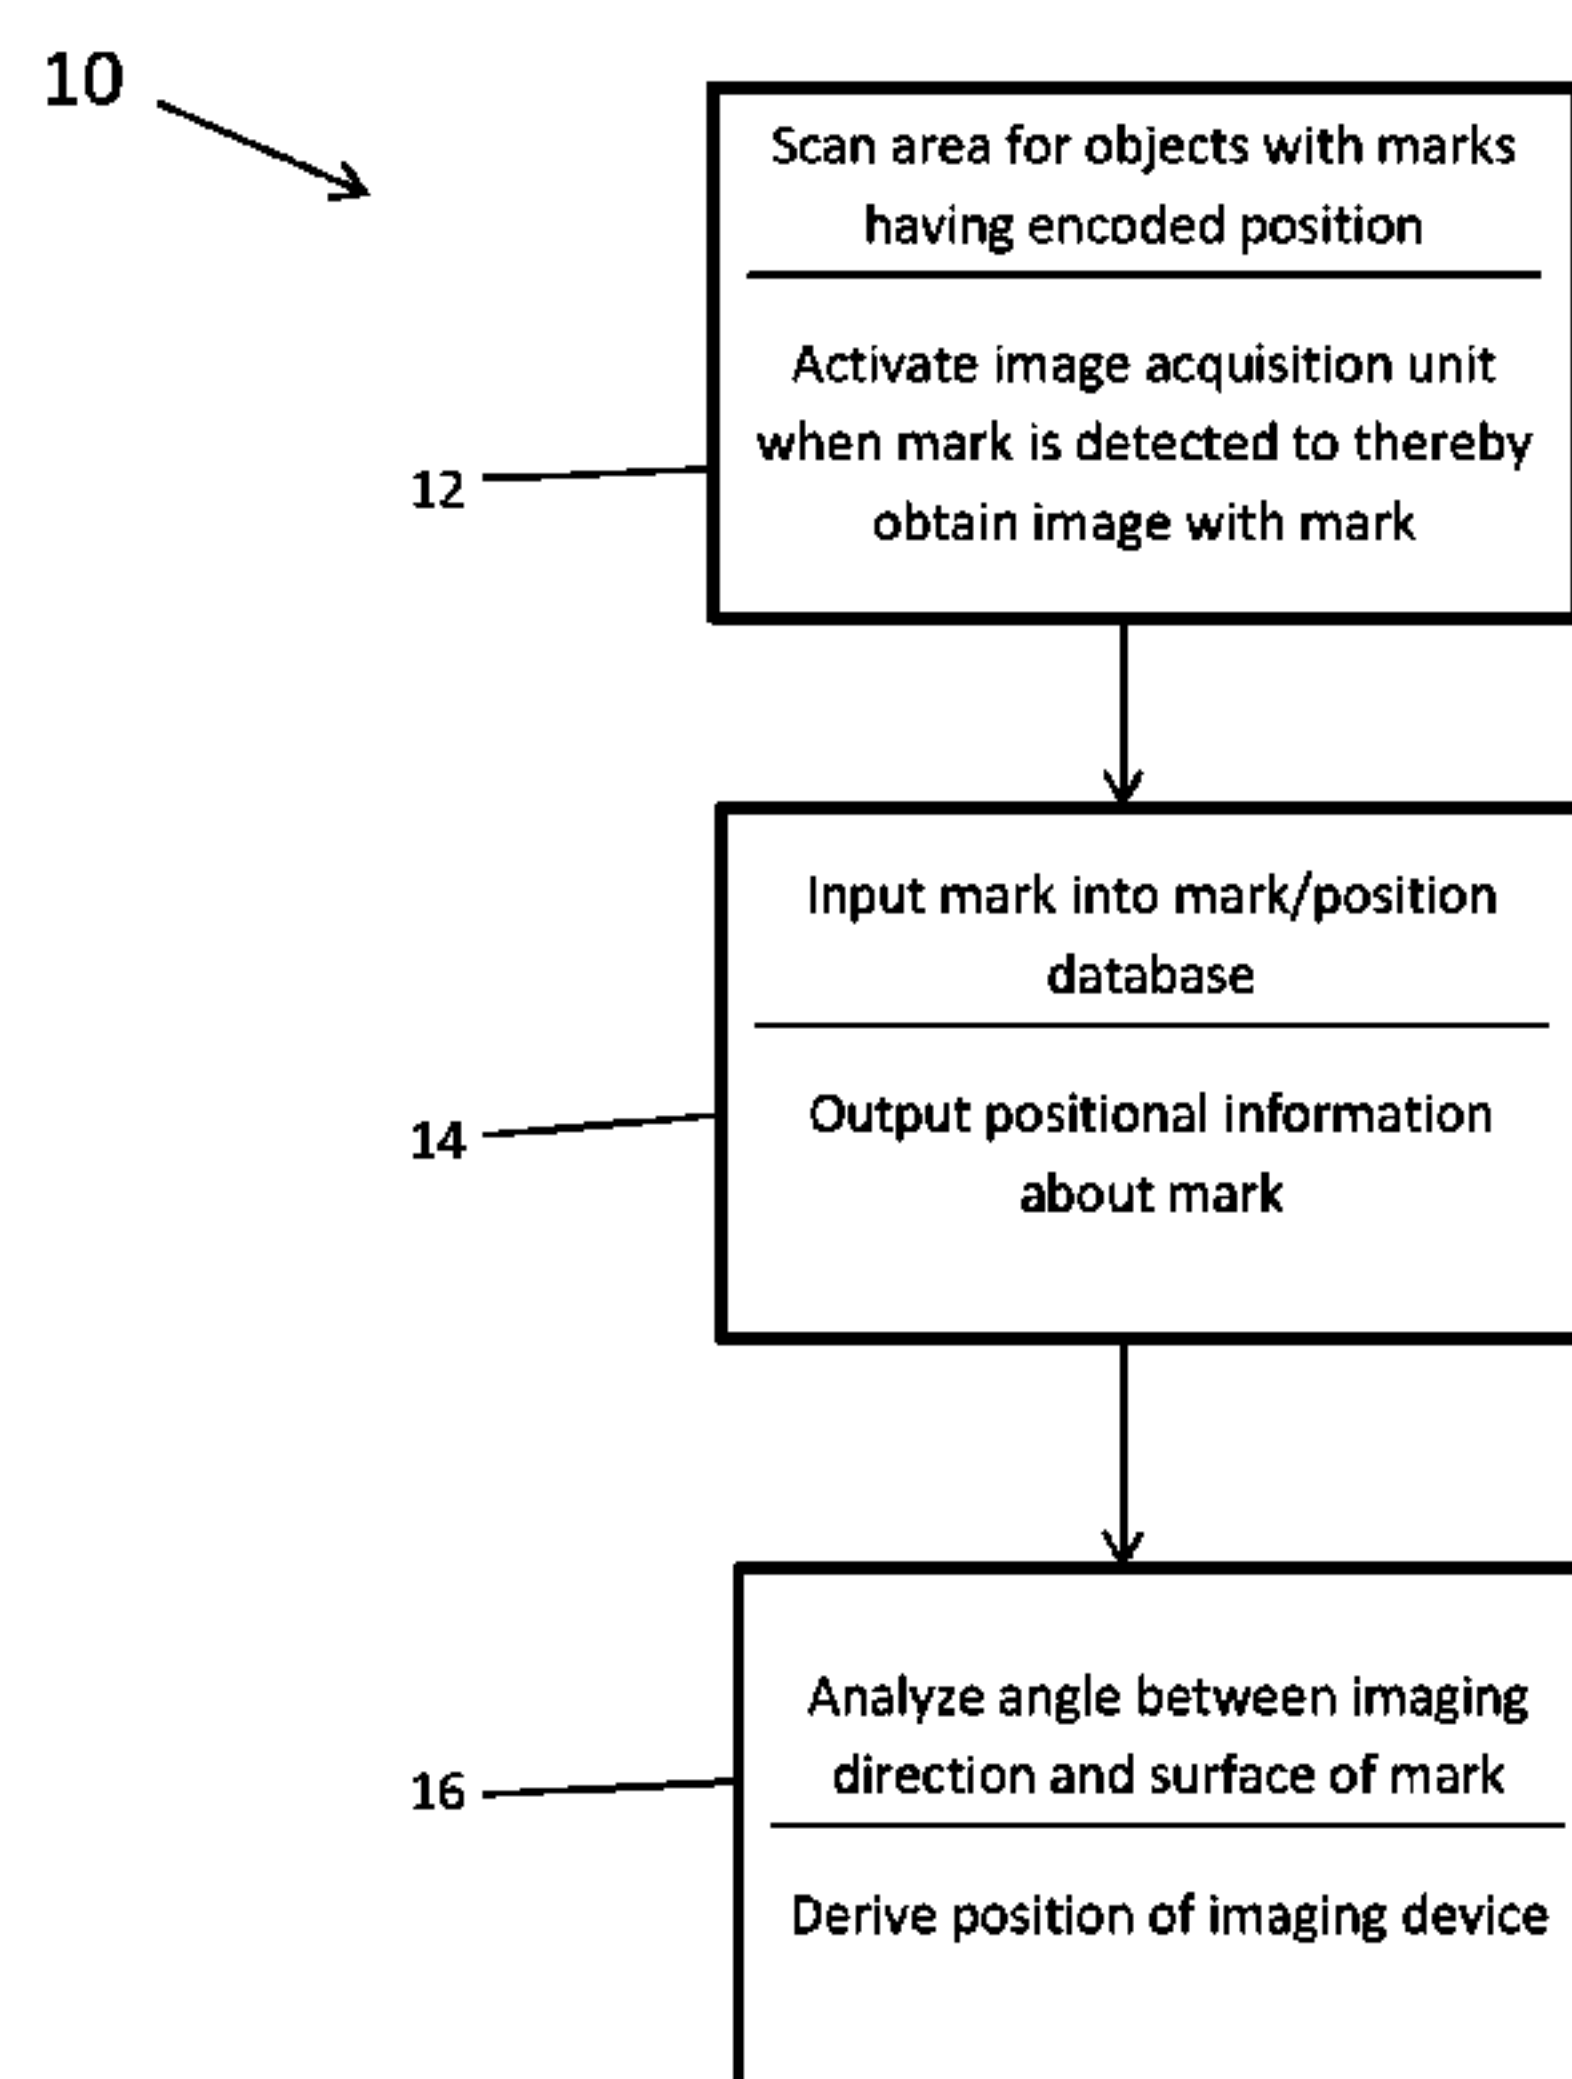 10
Scan area for objects with marks
having encoded position
Activate image acquisition unit
when mark is detected to thereby
obtain image with mark
12
Input mark into mark/position
database
Output positional information
about mark
14
Analyze angle between imaging
direction and surface of mark
Derive position of imaging device
16